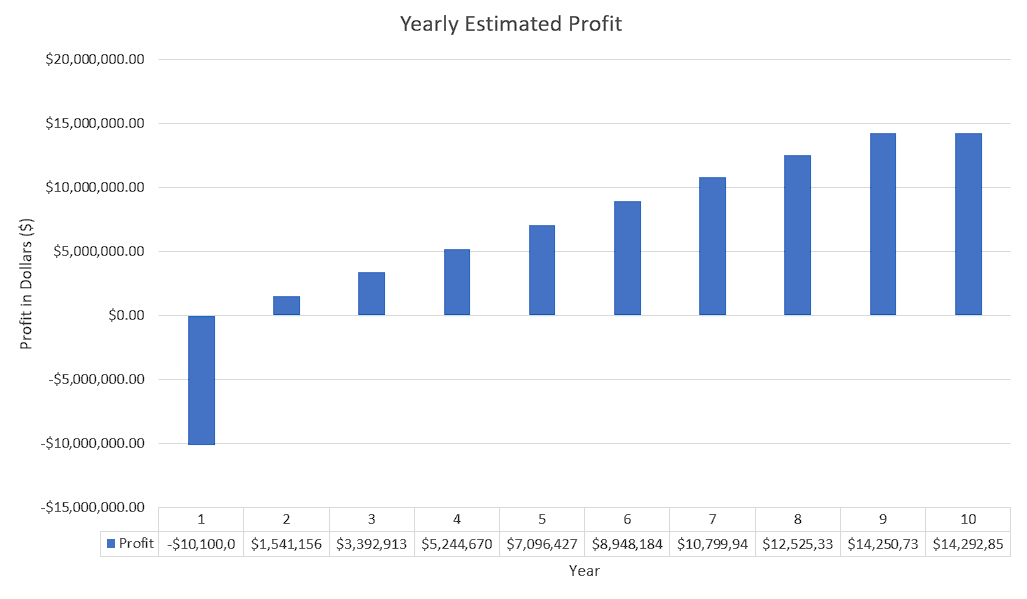 Yearly Estimated Profit
$20,000,000.00
$15,000,000.00
$10,000,000.00
$5,000,000.00
$0.00
-$5,000,000.00
-$10,000,000.00
-$15,000,000.00
Profit in Dollars ($)
1 2 3 4 5 6 7 8 9 10
Profit -$10,100,0 $1,541,156 $3,392,913 $5,244,670 $7,096,427 $8,948,184 $10,799,94 $12,525,33 $14,250,73 $14,292,85
Year